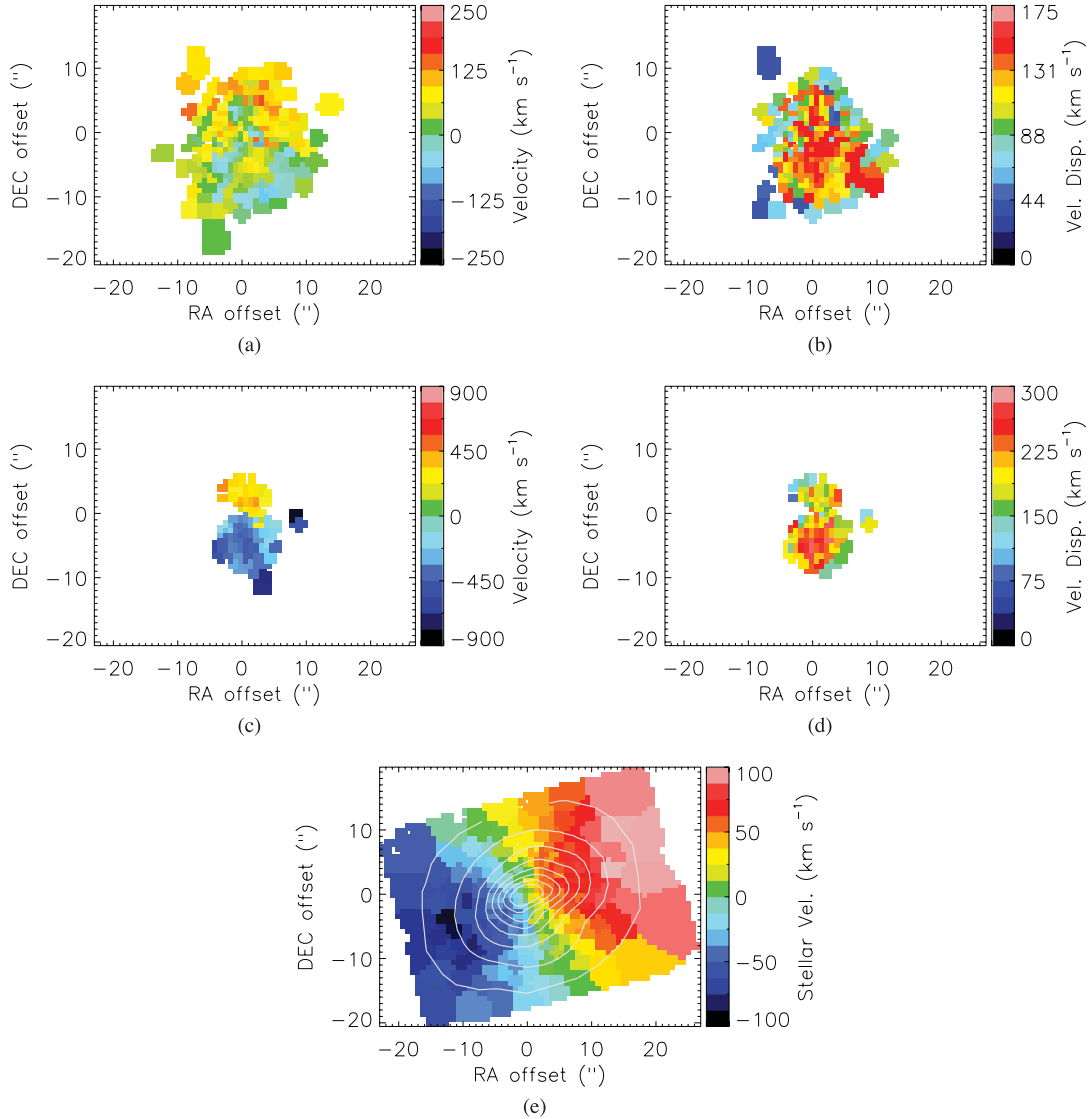 250
125
0
−125
−250
Velocity (km s⁻¹)
10
0
−10
−20
DEC offset (")
−20 −10 0 10 20
RA offset (")
(a)
175
131
88
44
0
Vel. Disp. (km s⁻¹)
10
0
−10
−20
DEC offset (")
−20 −10 0 10 20
RA offset (")
(b)
900
450
0
−450
−900
Velocity (km s⁻¹)
10
0
−10
−20
DEC offset (")
−20 −10 0 10 20
RA offset (")
(c)
300
225
150
75
0
Vel. Disp. (km s⁻¹)
10
0
−10
−20
DEC offset (")
−20 −10 0 10 20
RA offset (")
(d)
100
50
0
−50
−100
Stellar Vel. (km s⁻¹)
10
0
−10
−20
DEC offset (")
−20 −10 0 10 20
RA offset (")
(e)